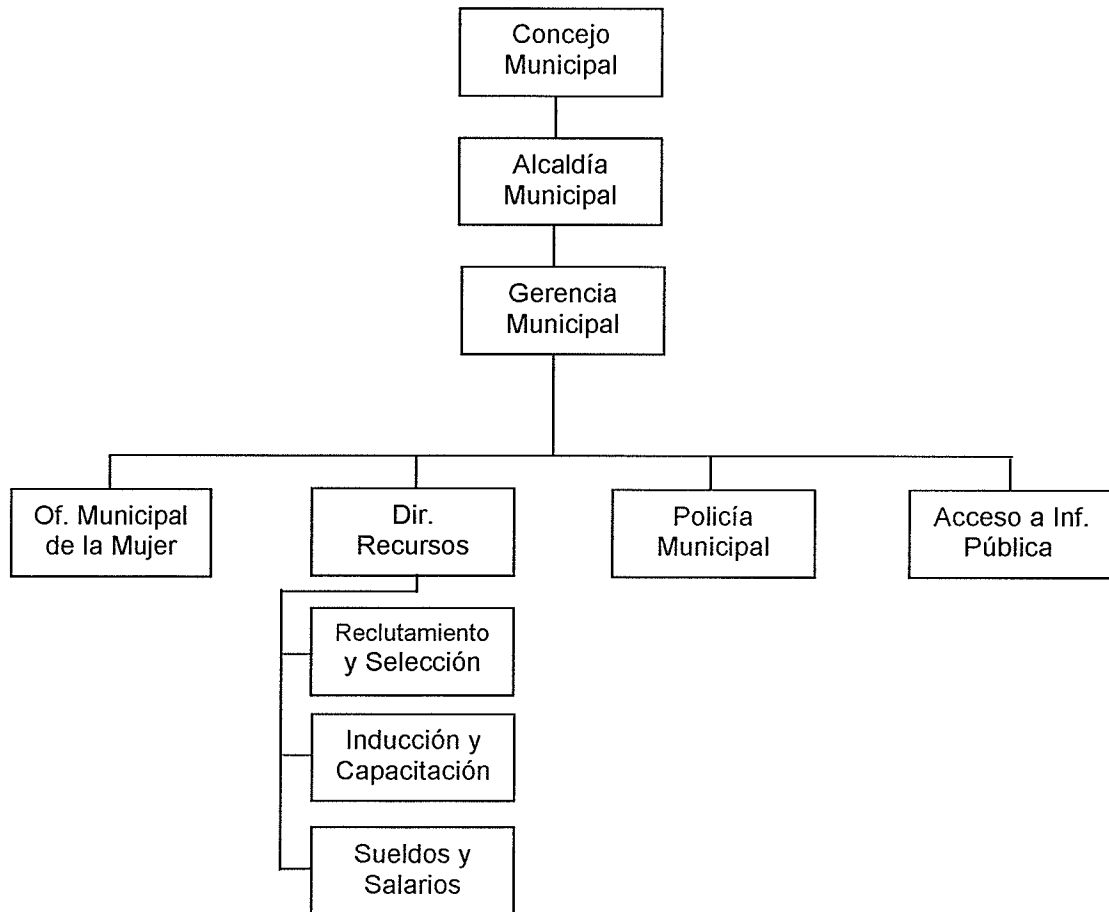 Concejo
Municipal
Alcaldía
Municipal
Gerencia
Municipal
Of. Municipal
de la Mujer
Dir.
Recursos
Policía
Municipal
Acceso a Inf.
Pública
Reclutamiento
y Selección
Inducción y
Capacitación
Sueldos y
Salarios